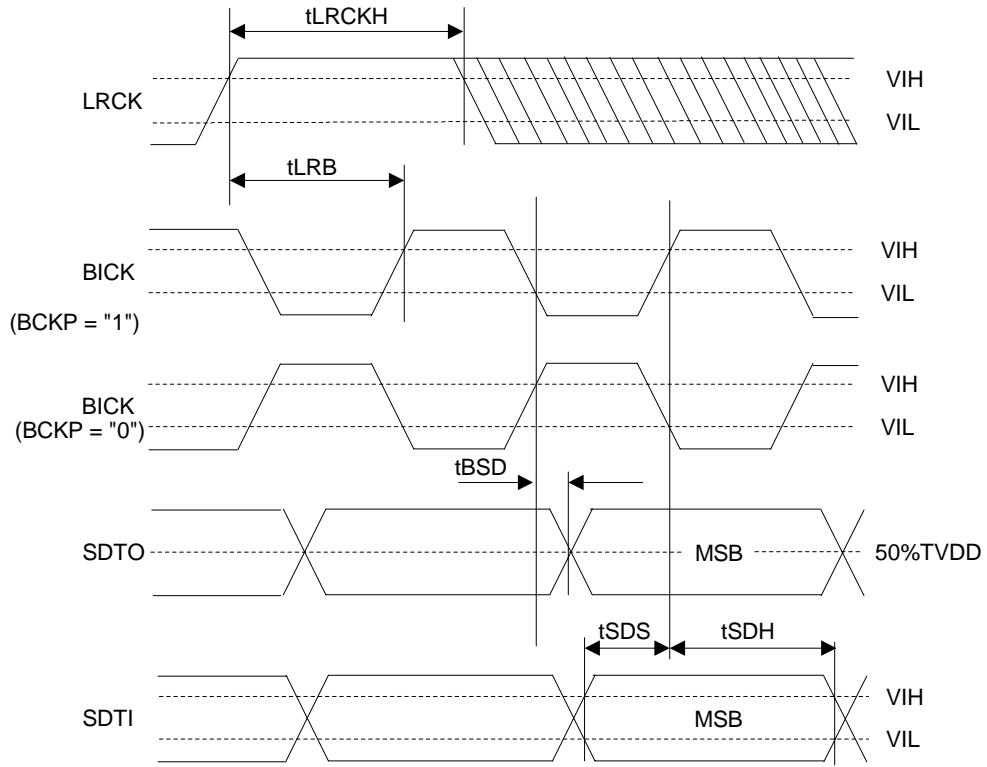 tLRCKH
LRCK
VIH
VIL
tLRB
BICK
(BCKP = "1")
VIH
VIL
BICK
(BCKP = "0")
VIH
VIL
tBSD
SDTO
MSB
50%TVDD
tSDS
tSDH
SDTI
MSB
VIH
VIL